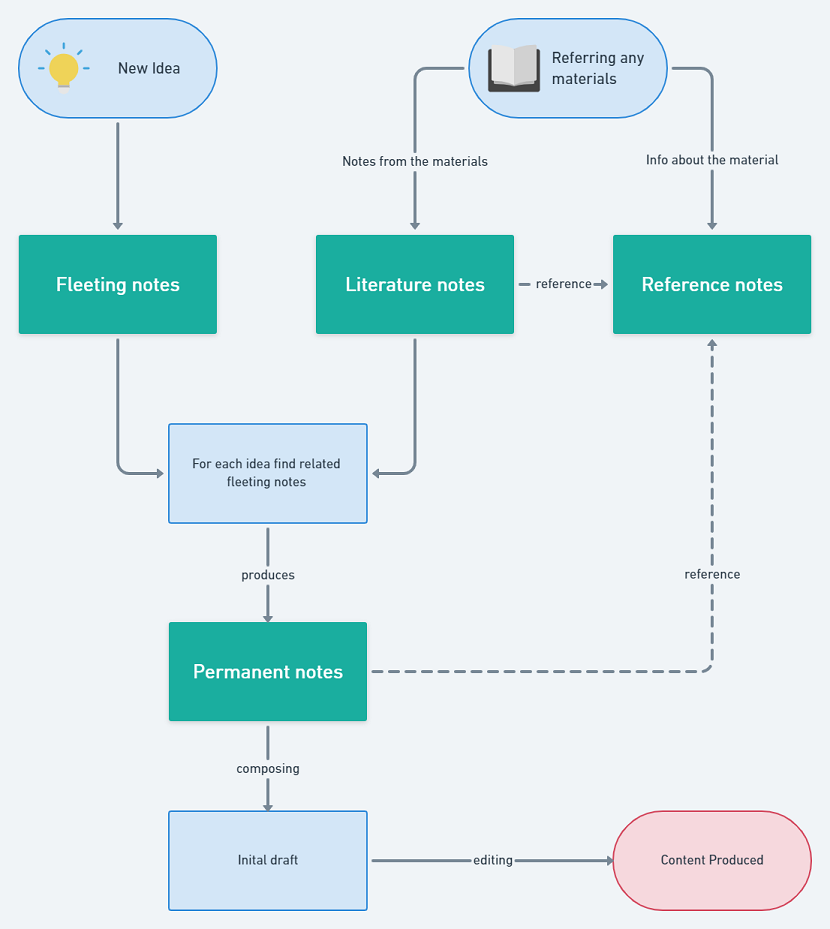 New Idea
Referring any
materials
Notes from the materials
Info about the material
Fleeting notes
Literature notes
reference
Reference notes
For each idea find related
fleeting notes
produces
reference
Permanent notes
composing
Inital draft
editing
Content Produced